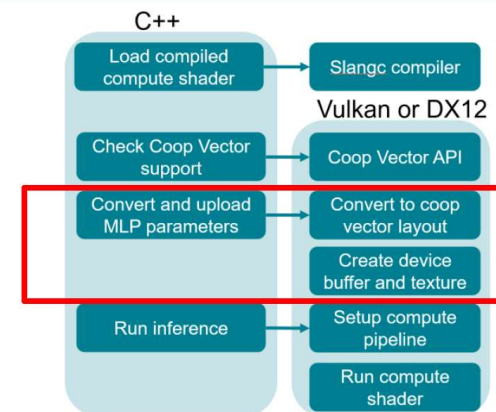 C++
Load compiled
compute shader
Slangc compiler
Vulkan or DX12
Check Coop Vector
support
Coop Vector API
Convert and upload
MLP parameters
Convert to coop
vector layout
Create device
buffer and texture
Run inference
Setup compute
pipeline
Run compute
shader